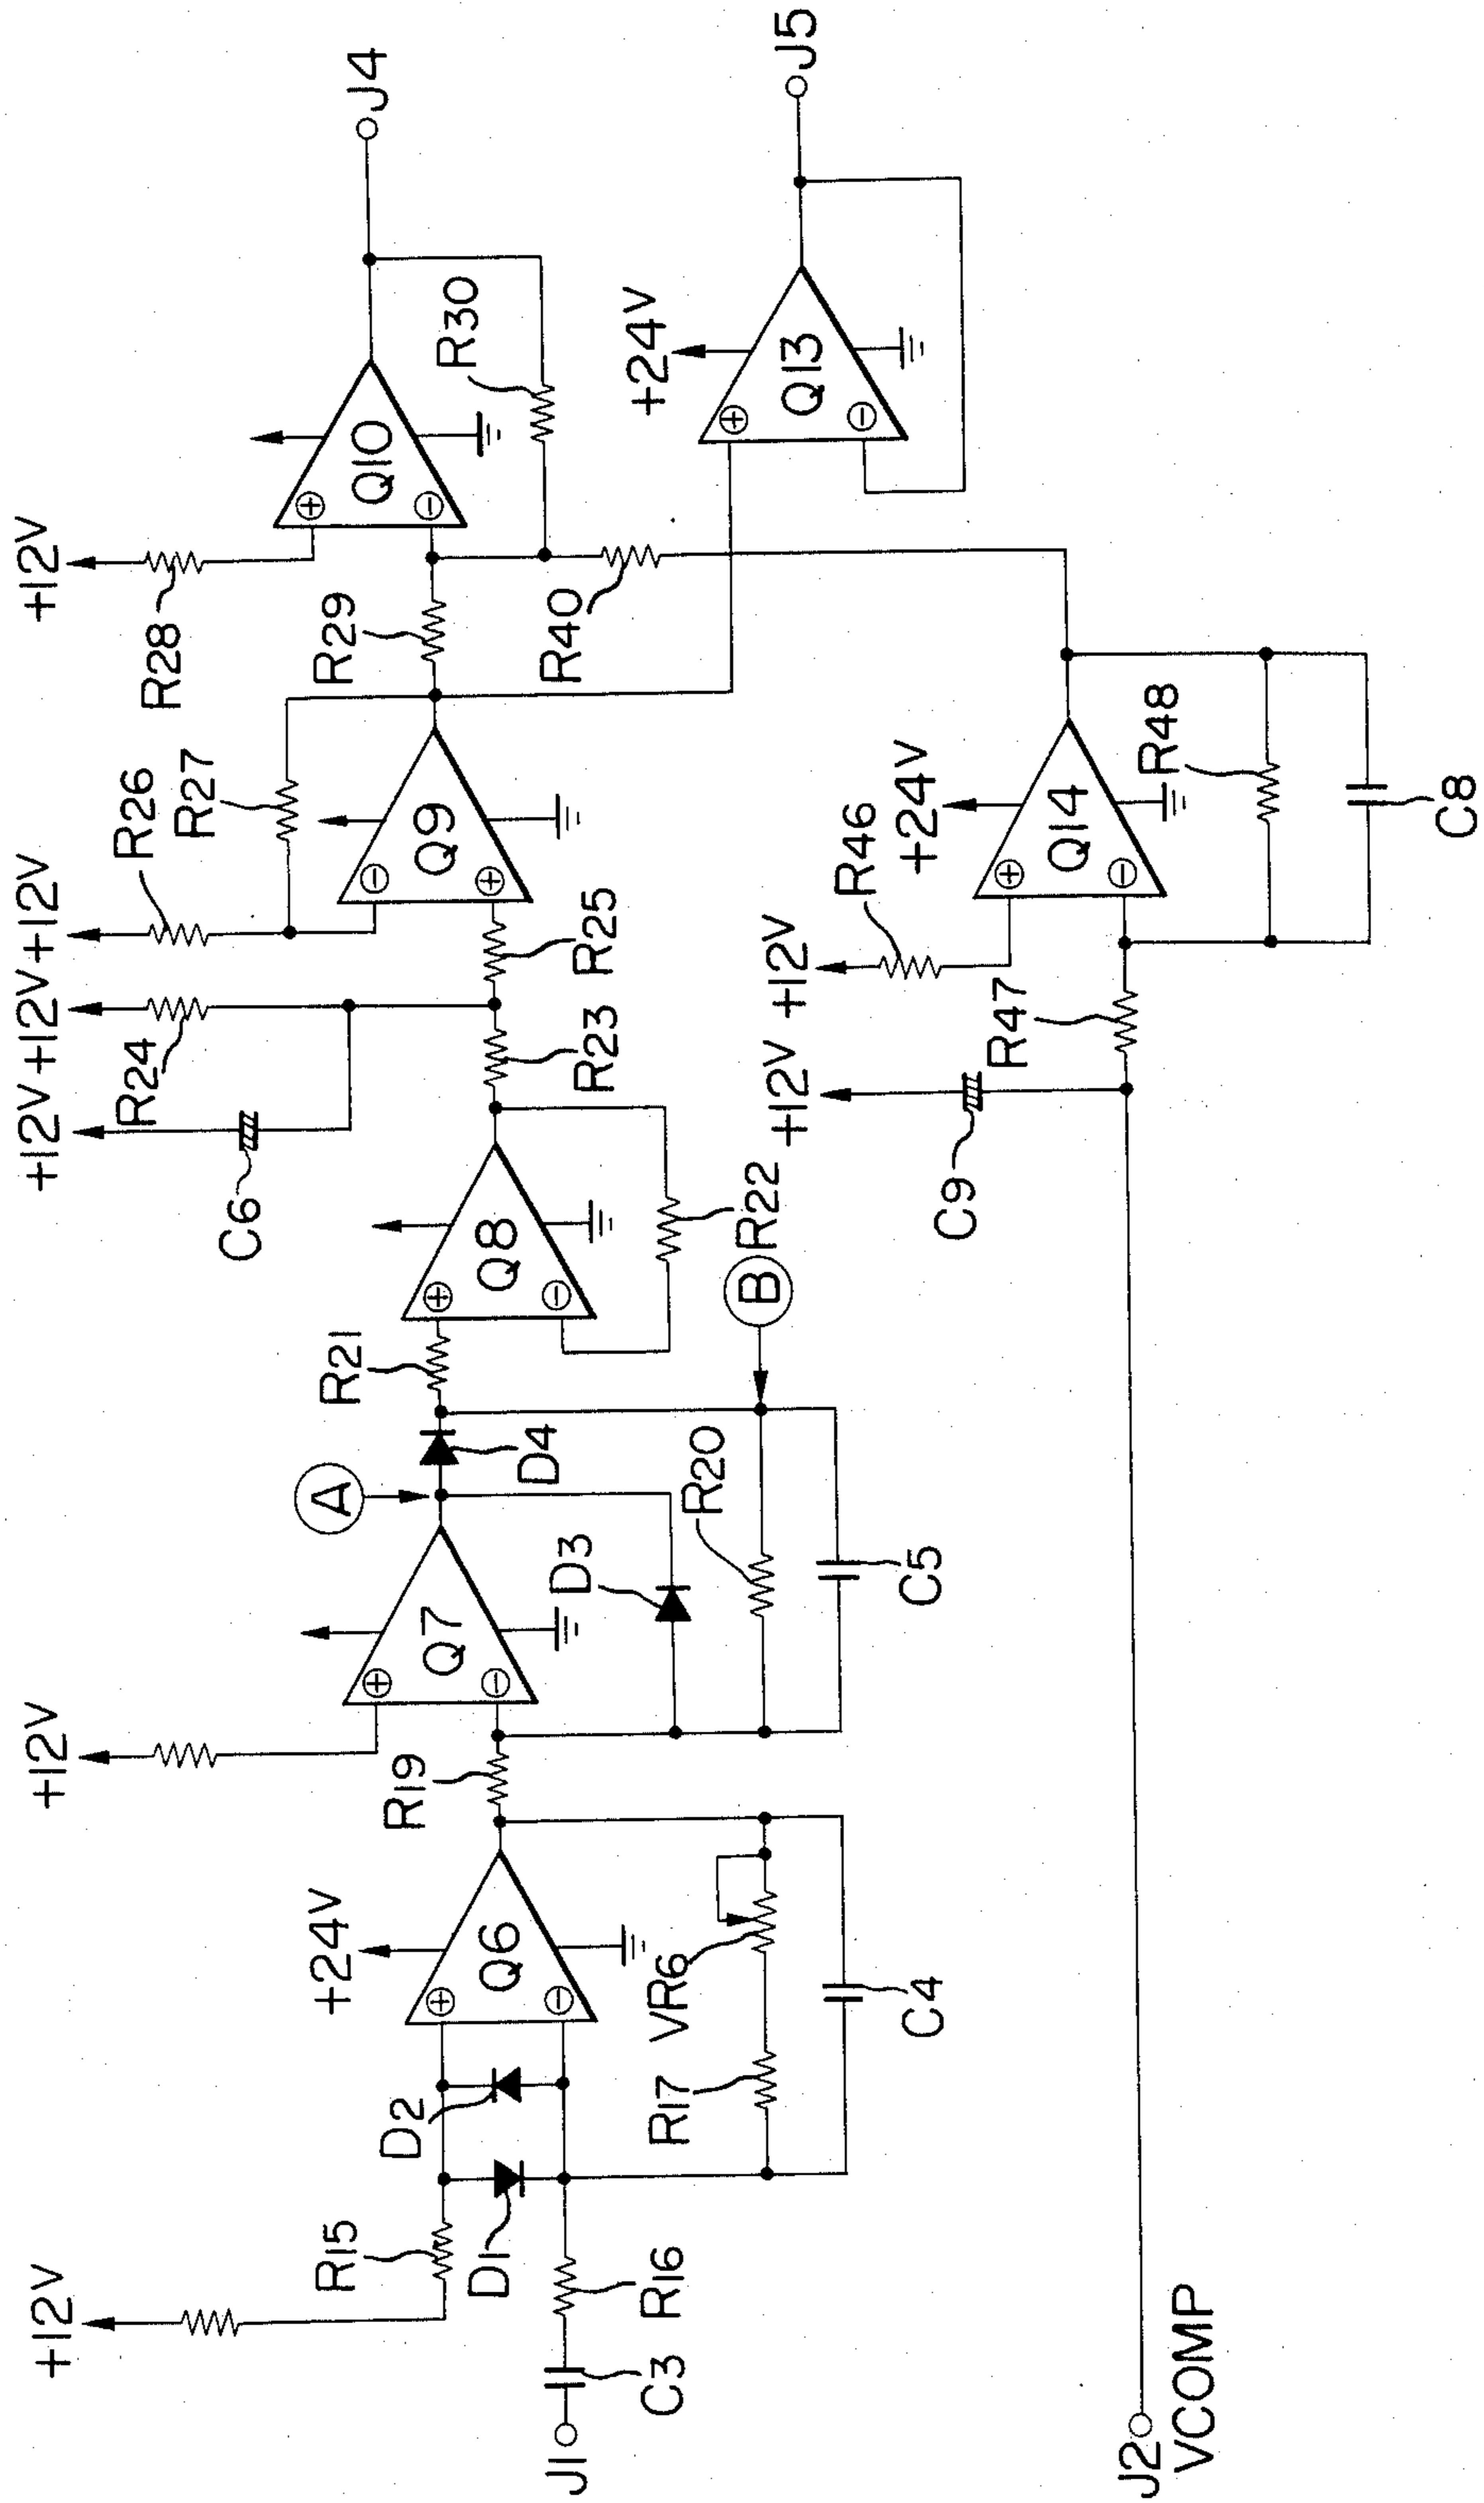 +12V
R15
D1
D2
R16
C3
J1
+24V
Q6
VR6
R17
C4
R19
+12V
Q7
A
D3
D4
R20
C5
R21
B
Q8
R22
C6
+12V
R24
+12V
R23
R25
+12V
R26
R27
Q9
R29
R28
+12V
Q10
R30
J4
R40
+24V
Q13
J5
J2
VCOMP
C9
+12V
R47
+12V
R46
+24V
Q14
R48
C8